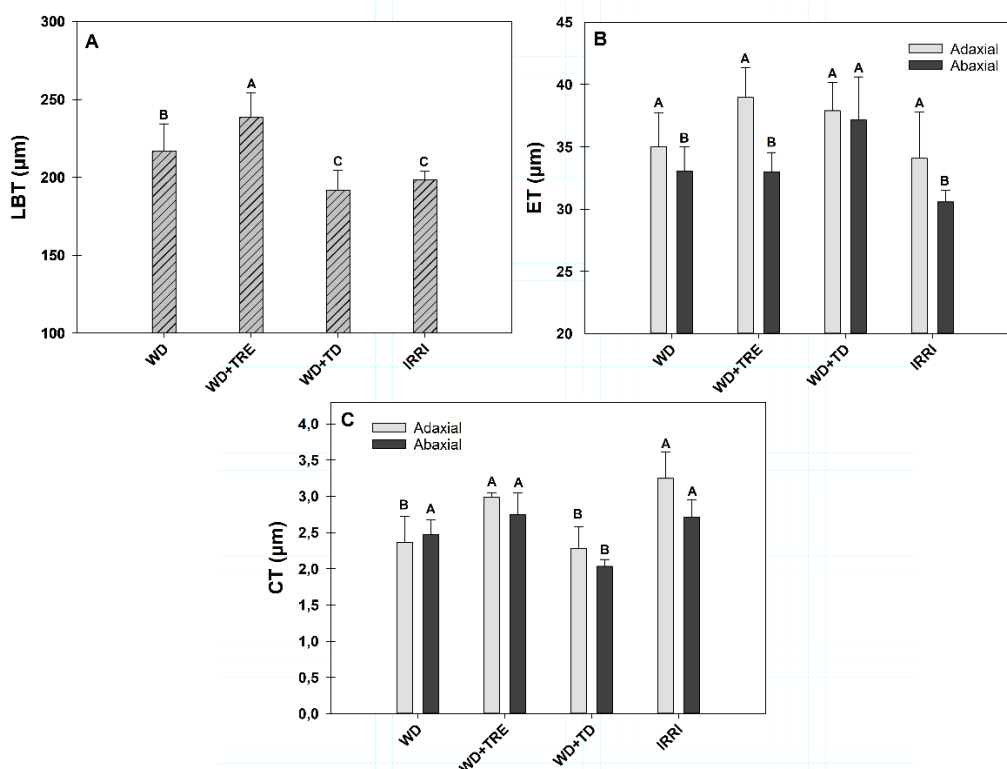 A
LBT (µm)
300
250
200
150
100
B
A
C
C
WD
WD+TRE
WD+TD
IRRI
B
Adaxial
Abaxial
ET (µm)
45
40
35
30
25
20
A
B
A
B
A
A
A
B
WD
WD+TRE
WD+TD
IRRI
C
Adaxial
Abaxial
CT (µm)
4,0
3,5
3,0
2,5
2,0
1,5
1,0
0,5
0,0
B
A
A
A
B
B
A
A
WD
WD+TRE
WD+TD
IRRI